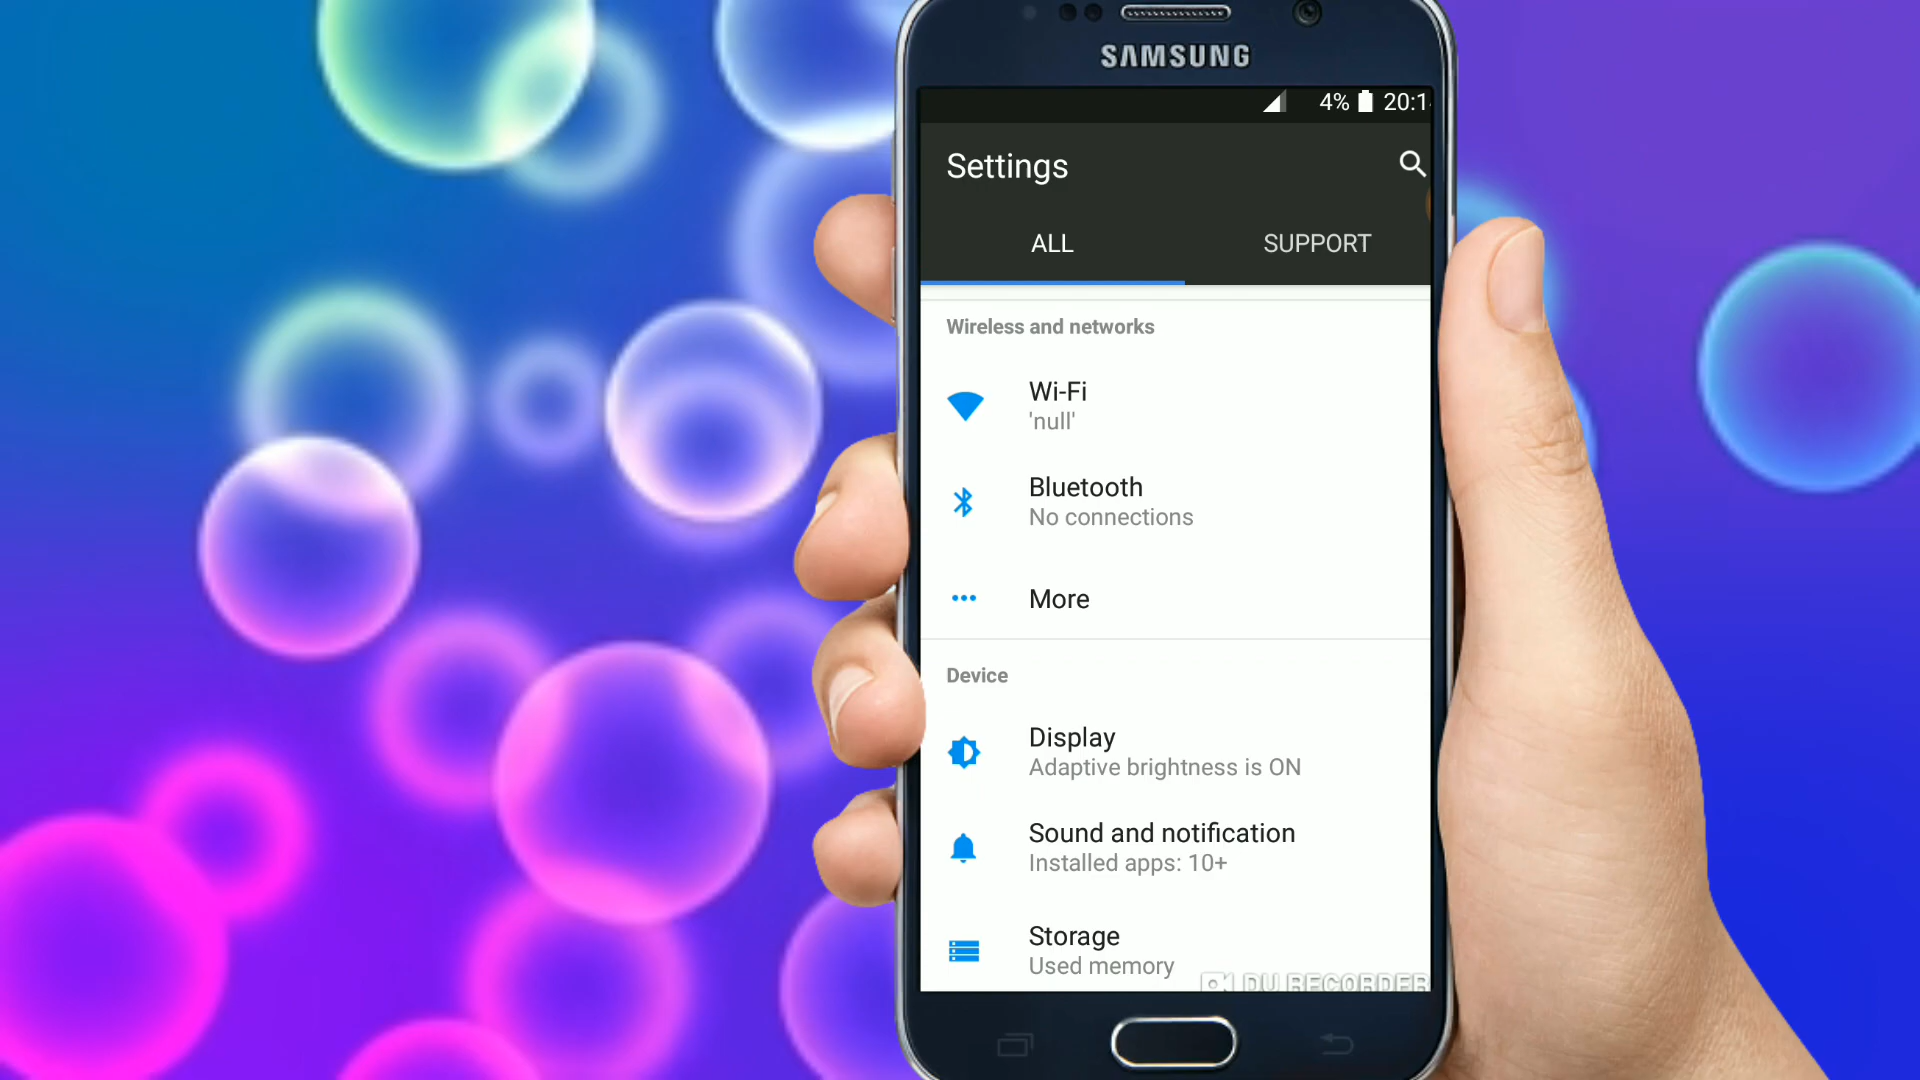 SAMSUNG
4% 20:1
Settings
ALL SUPPORT
Wireless and networks
Wi-Fi
'null'
Bluetooth
No connections
More
Device
Display
Adaptive brightness is ON
Sound and notification
Installed apps: 10+
Storage
Used memory
DU RECORDER